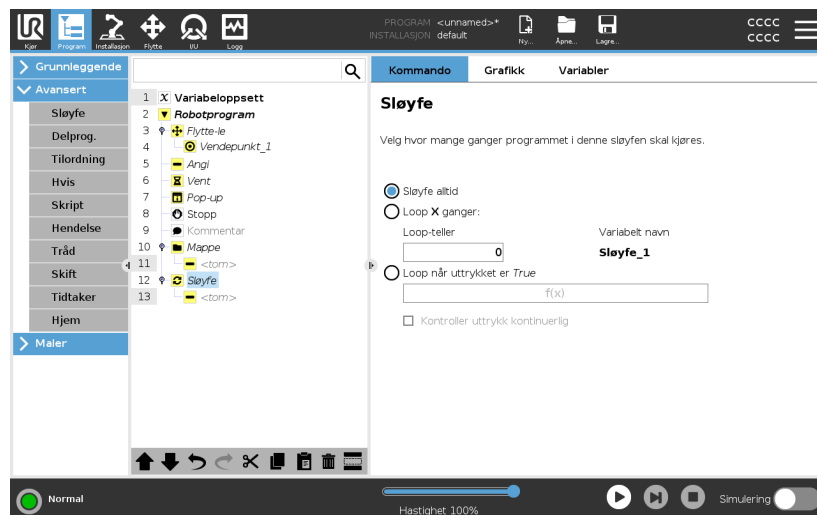 UR
PROGRAM <unnamed>*
INSTALLASJON default
CCCC
CCCC
Kjør Program Installasjon Flytte I/U Logg Ny... Åpne... Lagre...
Grunnleggende
Avansert
Sløyfe
Delprog.
Tilordning
Hvis
Skript
Hendelse
Tråd
Skift
Tidtaker
Hjem
Maler
1 X Variabeloppsett
2 Robotprogram
3 Flytte-le
4 Vendepunkt_1
5 Angi
6 Vent
7 Pop-up
8 Stopp
9 Kommentar
10 Mappe
11 <tom>
12 Sløyfe
13 <tom>
Kommando Grafikk Variabler
Sløyfe
Velg hvor mange ganger programmet i denne sløyfen skal kjøres.
Sløyfe alltid
Loop X ganger:
Loop-teller Variabelt navn
0 Sløyfe_1
Loop når uttrykket er True
f(x)
Kontroller uttrykk kontinuerlig
Normal
Hastighet 100%
Simulering